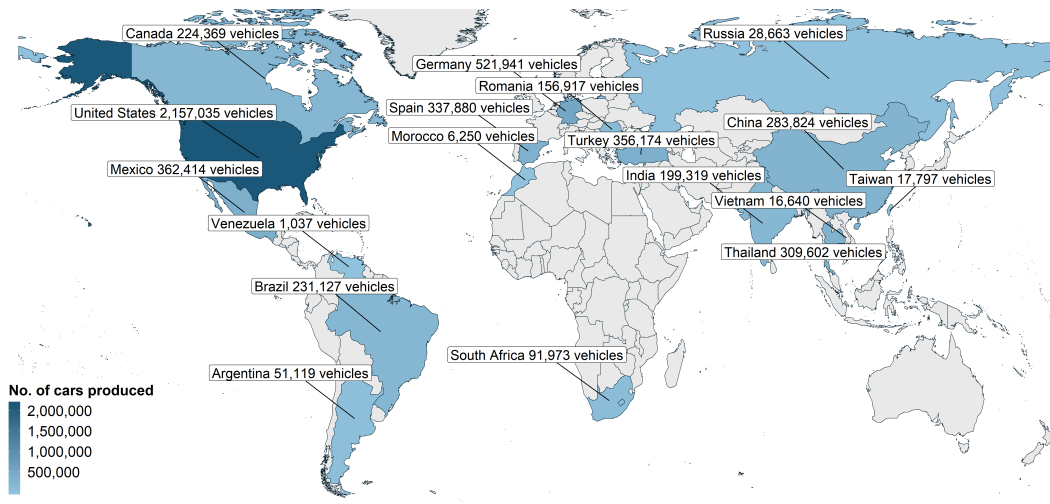 Canada 224,369 vehicles
Russia 28,663 vehicles
Germany 521,941 vehicles
Romania 156,917 vehicles
Spain 337,880 vehicles
United States 2,157,035 vehicles
China 283,824 vehicles
Morocco 6,250 vehicles
Turkey 356,174 vehicles
Mexico 362,414 vehicles
India 199,319 vehicles
Taiwan 17,797 vehicles
Vietnam 16,640 vehicles
Venezuela 1,037 vehicles
Thailand 309,602 vehicles
Brazil 231,127 vehicles
South Africa 91,973 vehicles
Argentina 51,119 vehicles
No. of cars produced
2,000,000
1,500,000
1,000,000
500,000